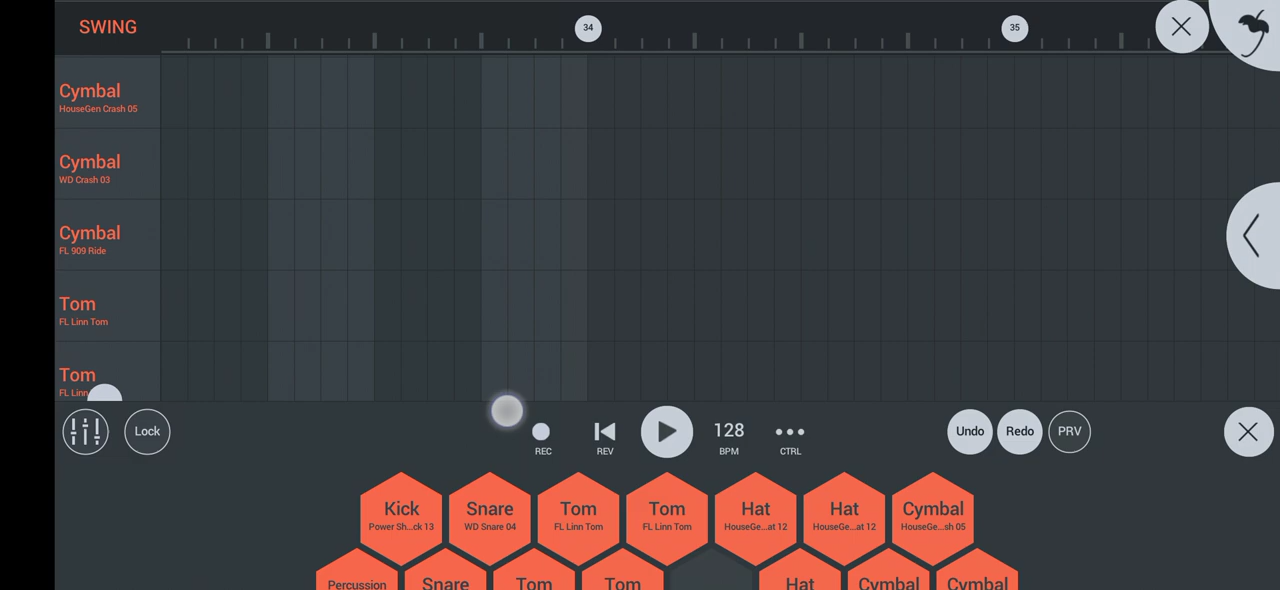 SWING
34
35
Cymbal
HouseGen Crash 05
Cymbal
WD Crash 03
Cymbal
FL 909 Ride
Tom
FL Linn Tom
Tom
FL Linn
Lock
REC
REV
128
BPM
CTRL
Undo
Redo
PRV
Kick
Power Sh...ck 13
Snare
WD Snare 04
Tom
FL Linn Tom
Tom
FL Linn Tom
Hat
HouseGe...at 12
Hat
HouseGe...at 12
Cymbal
HouseGe...sh 05
Percussion
Snare
Tom
Tom
Hat
Cymbal
Cymbal